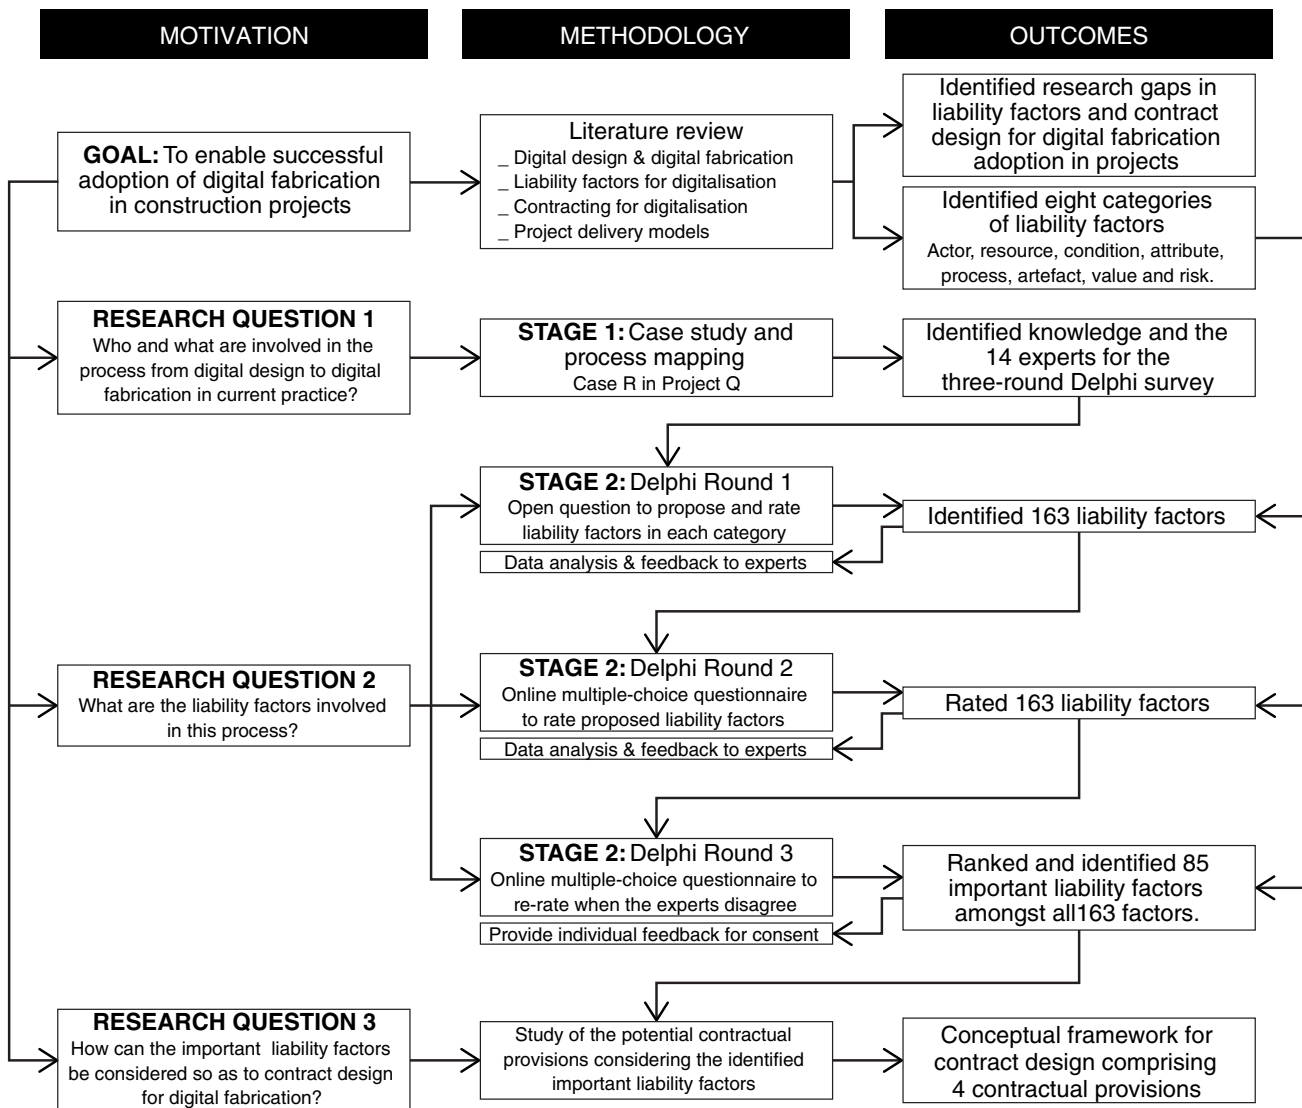 MOTIVATION
METHODOLOGY
OUTCOMES
GOAL: To enable successful
adoption of digital fabrication
in construction projects
Literature review
_ Digital design & digital fabrication
_ Liability factors for digitalisation
_ Contracting for digitalisation
_ Project delivery models
Identified research gaps in
liability factors and contract
design for digital fabrication
adoption in projects
Identified eight categories
of liability factors
Actor, resource, condition, attribute,
process, artefact, value and risk.
RESEARCH QUESTION 1
Who and what are involved in the
process from digital design to digital
fabrication in current practice?
STAGE 1: Case study and
process mapping
Case R in Project Q
Identified knowledge and the
14 experts for the
three-round Delphi survey
STAGE 2: Delphi Round 1
Open question to propose and rate
liability factors in each category
Data analysis & feedback to experts
Identified 163 liability factors
RESEARCH QUESTION 2
What are the liability factors involved
in this process?
STAGE 2: Delphi Round 2
Online multiple-choice questionnaire
to rate proposed liability factors
Data analysis & feedback to experts
Rated 163 liability factors
STAGE 2: Delphi Round 3
Online multiple-choice questionnaire to
re-rate when the experts disagree
Provide individual feedback for consent
Ranked and identified 85
important liability factors
amongst all163 factors.
RESEARCH QUESTION 3
How can the important liability factors
be considered so as to contract design
for digital fabrication?
Study of the potential contractual
provisions considering the identified
important liability factors
Conceptual framework for
contract design comprising
4 contractual provisions